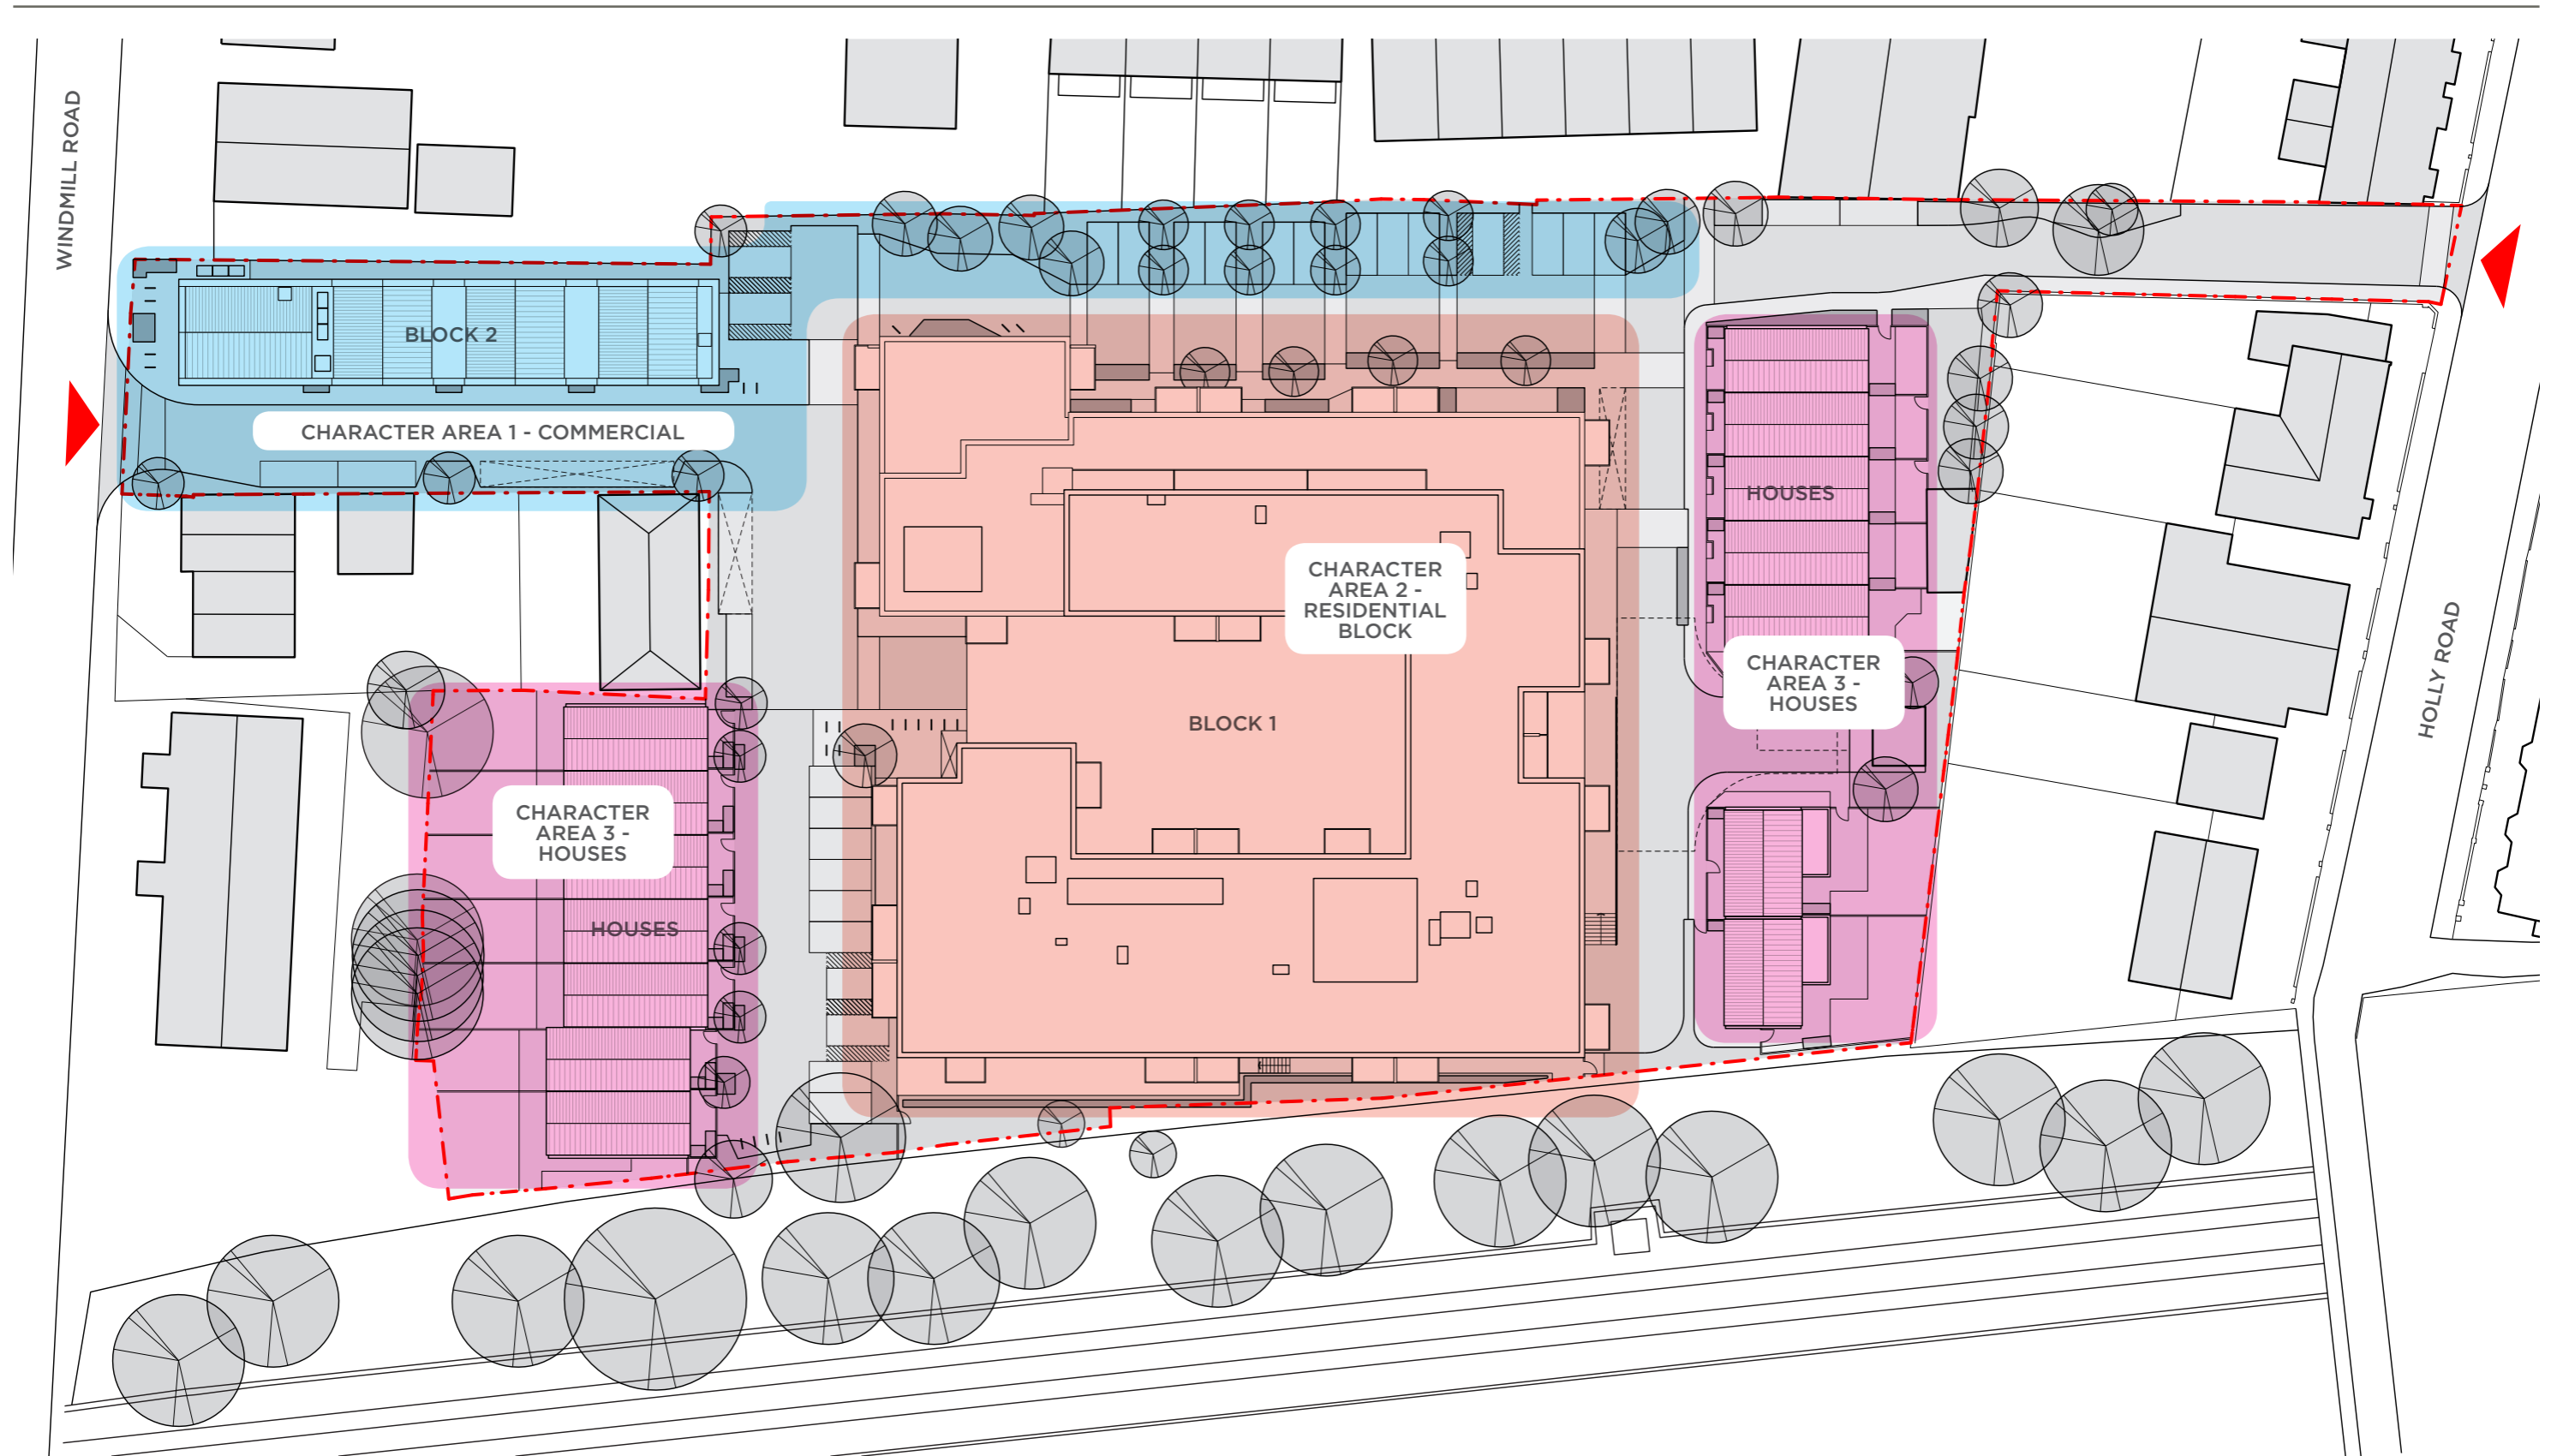 WINDMILL ROAD
BLOCK 2
CHARACTER AREA 1 - COMMERCIAL
HOUSES
CHARACTER
AREA 2 -
RESIDENTIAL
BLOCK
CHARACTER
AREA 3 -
HOUSES
HOLLY ROAD
BLOCK 1
CHARACTER
AREA 3 -
HOUSES
HOUSES